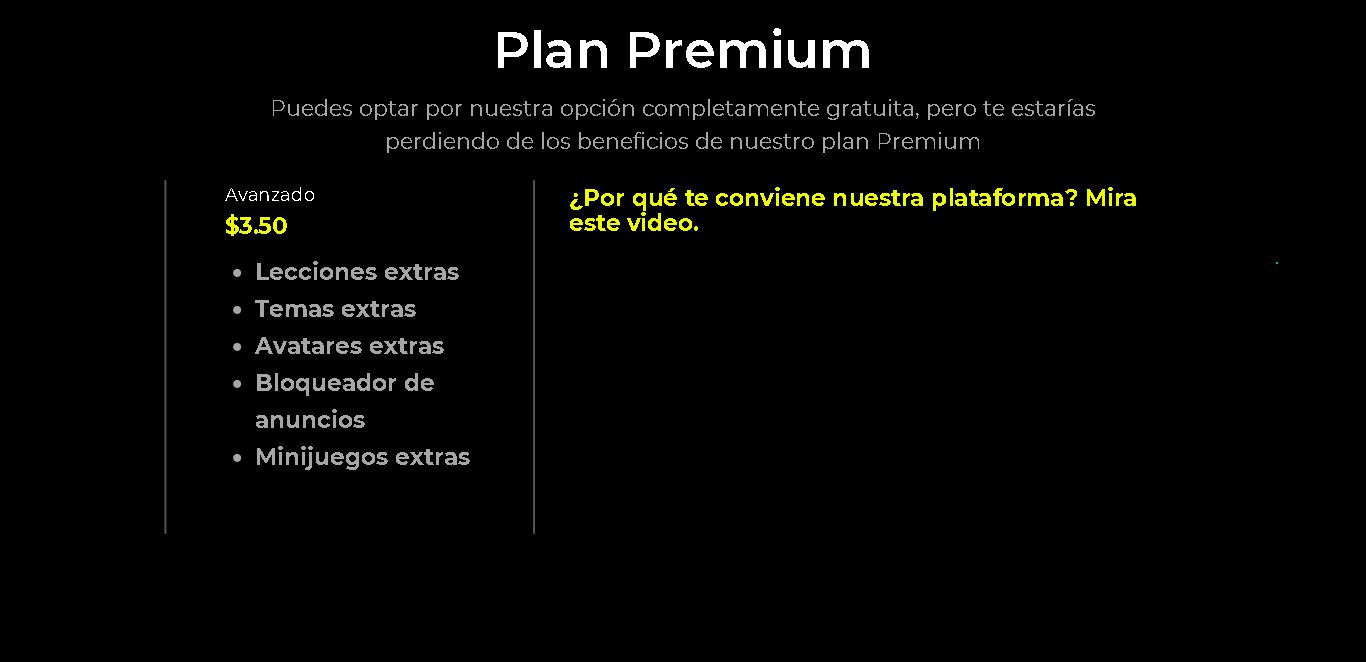 Plan Premium
Puedes optar por nuestra opción completamente gratuita, pero te estarías
perdiendo de los beneficios de nuestro plan Premium
Avanzado
$3.50
• Lecciones extras
• Temas extras
• Avatares extras
• Bloqueador de
anuncios
• Minijuegos extras
¿Por qué te conviene nuestra plataforma? Mira
este video.